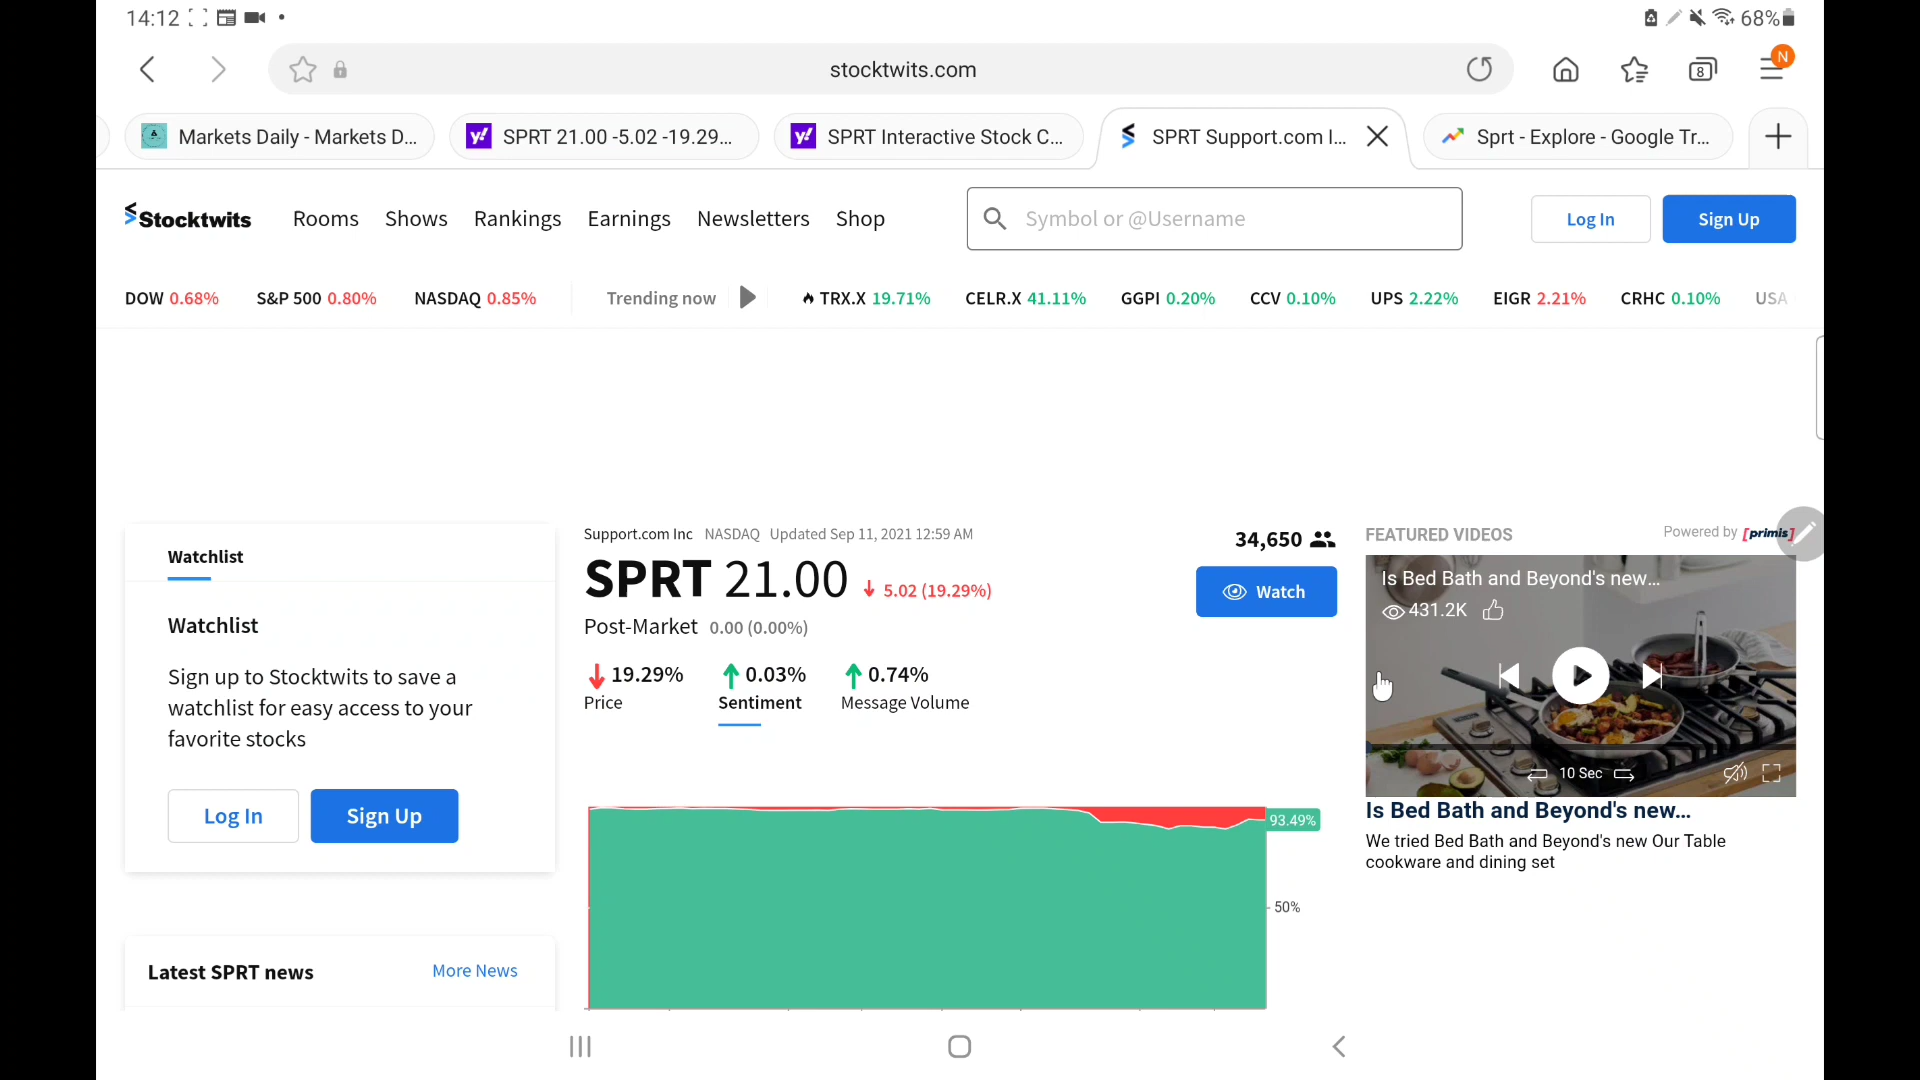 14:12
68%
stocktwits.com
8
N
Markets Daily - Markets D...
SPRT 21.00 -5.02 -19.29...
SPRT Interactive Stock C...
SPRT Support.com I...
Sprt - Explore - Google Tr...
Stocktwits
Rooms
Shows
Rankings
Earnings
Newsletters
Shop
Symbol or @Username
Log In
Sign Up
DOW 0.68%
S&P 500 0.80%
NASDAQ 0.85%
Trending now
TRX.X 19.71%
CELR.X 41.11%
GGPI 0.20%
CCV 0.10%
UPS 2.22%
EIGR 2.21%
CRHC 0.10%
USA
Watchlist
Watchlist
Sign up to Stocktwits to save a
watchlist for easy access to your
favorite stocks
Log In
Sign Up
Latest SPRT news
More News
Support.com Inc NASDAQ Updated Sep 11, 2021 12:59 AM
SPRT 21.00 5.02 (19.29%)
Post-Market 0.00 (0.00%)
19.29%
Price
0.03%
Sentiment
0.74%
Message Volume
34,650
Watch
93.49%
50%
FEATURED VIDEOS
Powered by [primis]
Is Bed Bath and Beyond's new...
431.2K
10 Sec
Is Bed Bath and Beyond's new...
We tried Bed Bath and Beyond's new Our Table
cookware and dining set